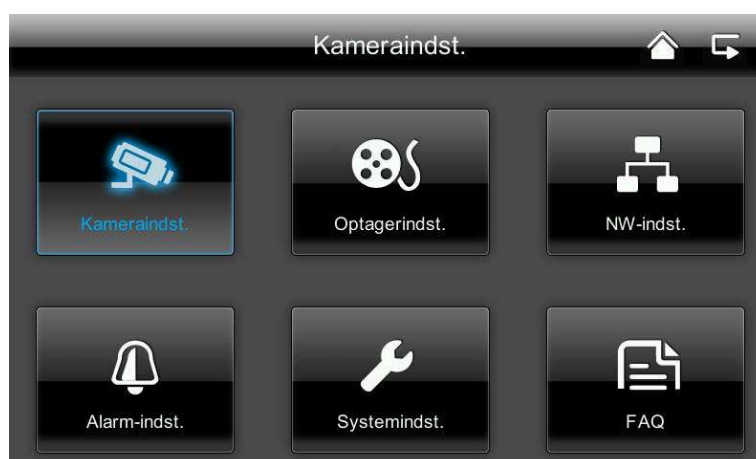 Kameraindst.
Kameraindst.
Optagerindst.
NW-indst.
Alarm-indst.
Systemindst.
FAQ